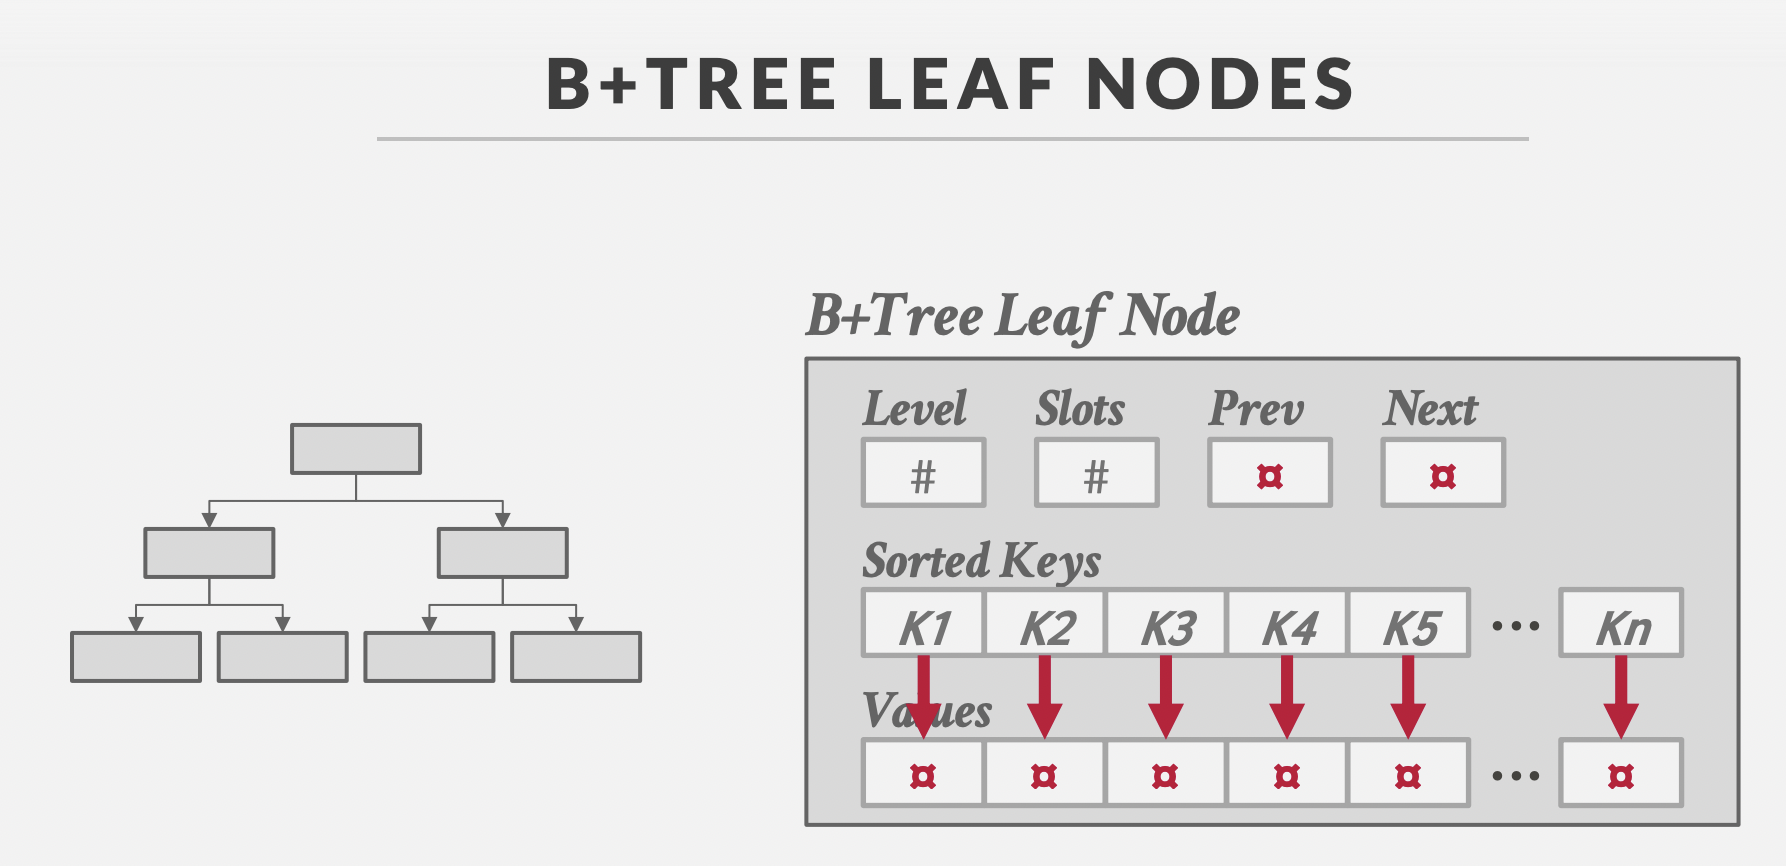 B+TREE LEAF NODES
B+Tree Leaf Node
Level Slots Prev Next
# # ¤ ¤
Sorted Keys
K1 K2 K3 K4 K5 ... Kn
Values
¤ ¤ ¤ ¤ ¤ ... ¤